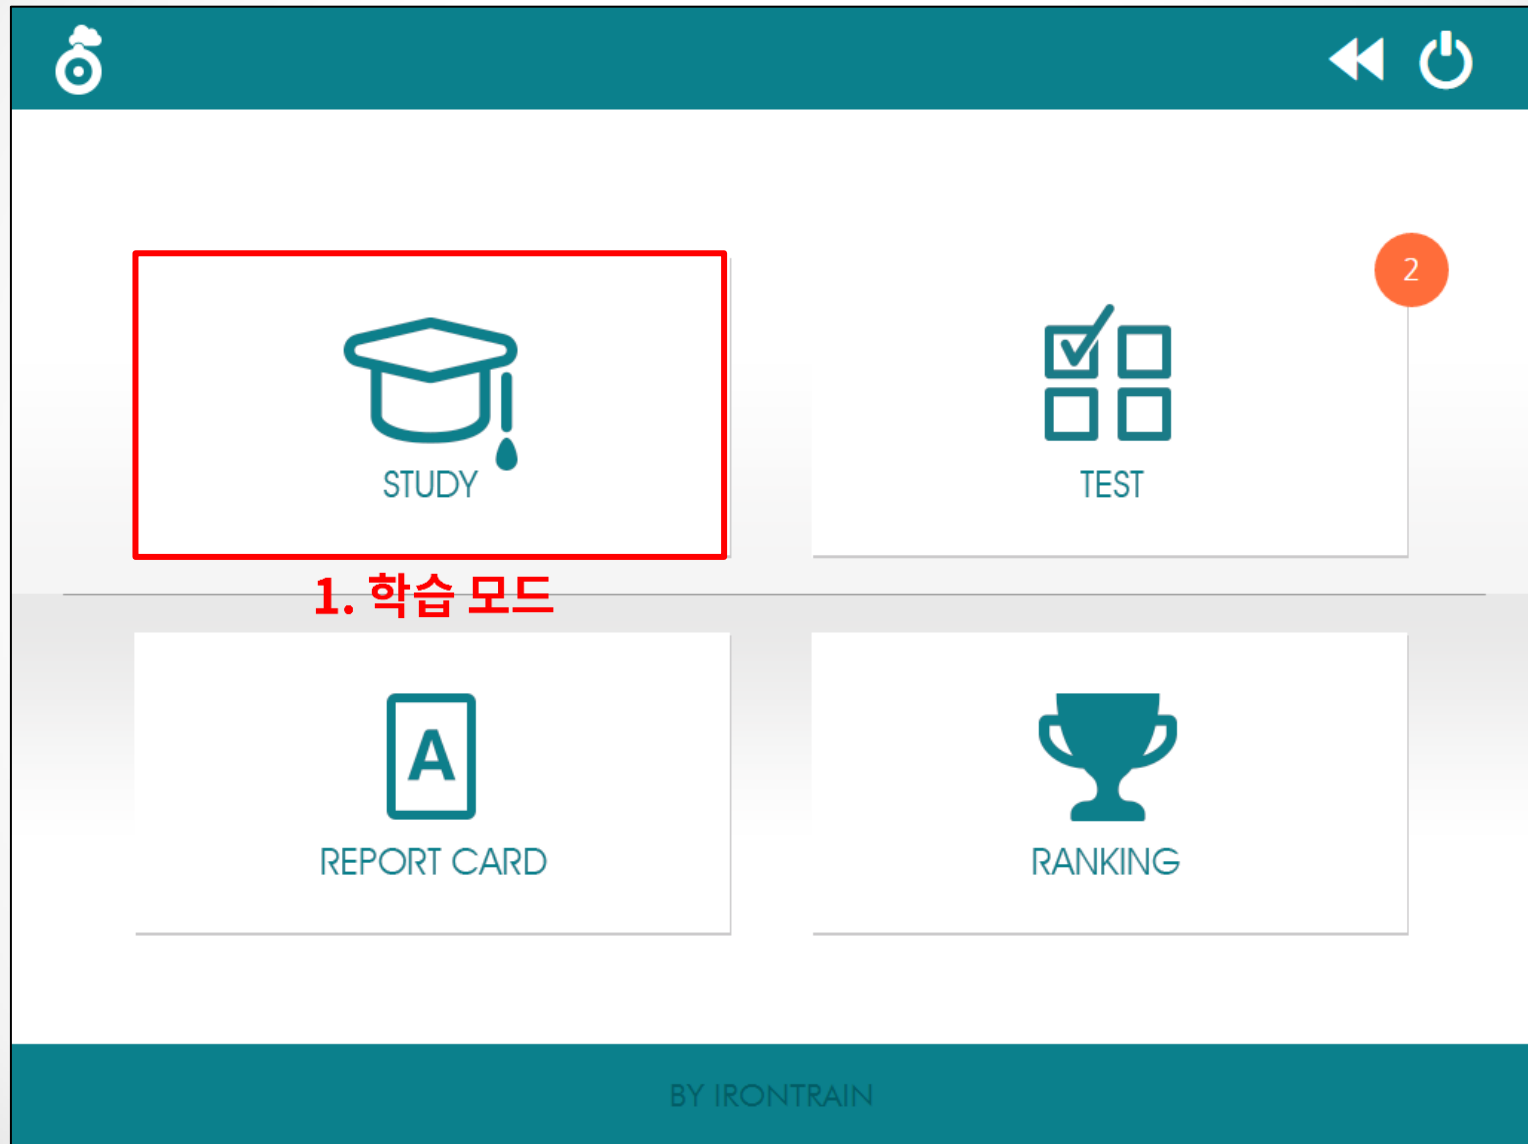 2
STUDY
TEST
1. 학습 모드
A
REPORT CARD
RANKING
BY IRONTRAIN